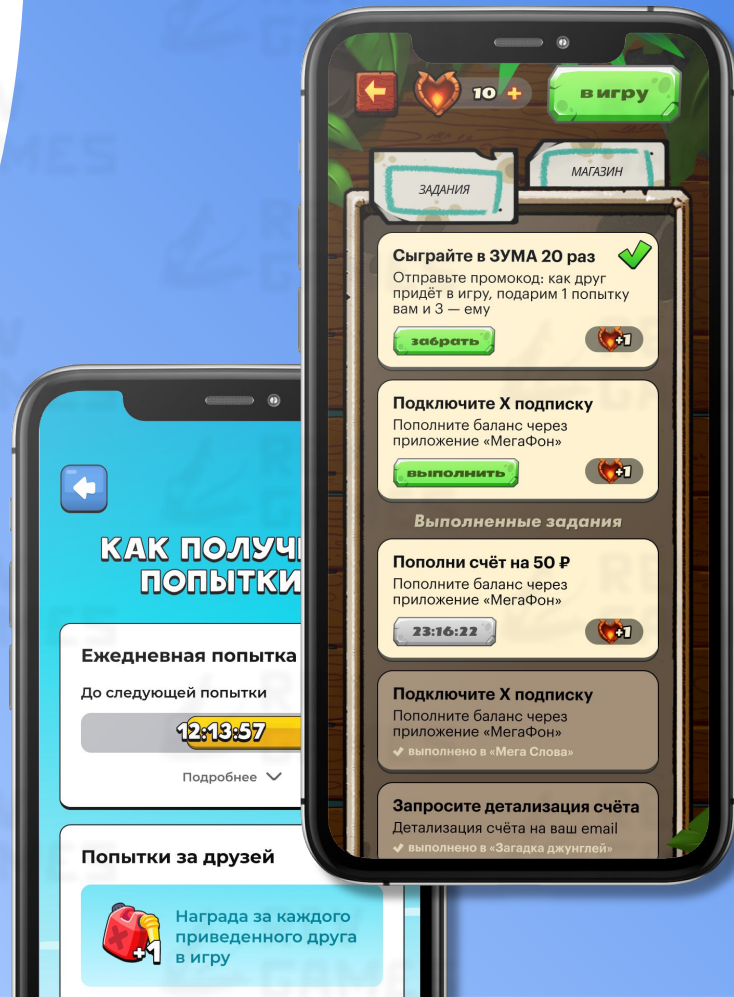 10 +
в игру
ЗАДАНИЯ
МАГАЗИН
Сыграйте в ЗУМА 20 раз
Отправьте промокод: как друг
придёт в игру, подарим 1 попытку
вам и 3 — ему
забрать
+1
Подключите X подписку
Пополните баланс через
приложение «МегаФон»
выполнить
+1
Выполненные задания
Пополни счёт на 50 ₽
Пополните баланс через
приложение «МегаФон»
23:16:22
+1
Подключите X подписку
Пополните баланс через
приложение «МегаФон»
выполнено в «Мега Слова»
Запросите детализация счёта
Детализация счёта на ваш email
выполнено в «Загадка джунглей»
КАК ПОЛУЧИ
ПОПЫТКИ
Ежедневная попытка
До следующей попытки
12:13:57
Подробнее
Попытки за друзей
+1
Награда за каждого
приведенного друга
в игру